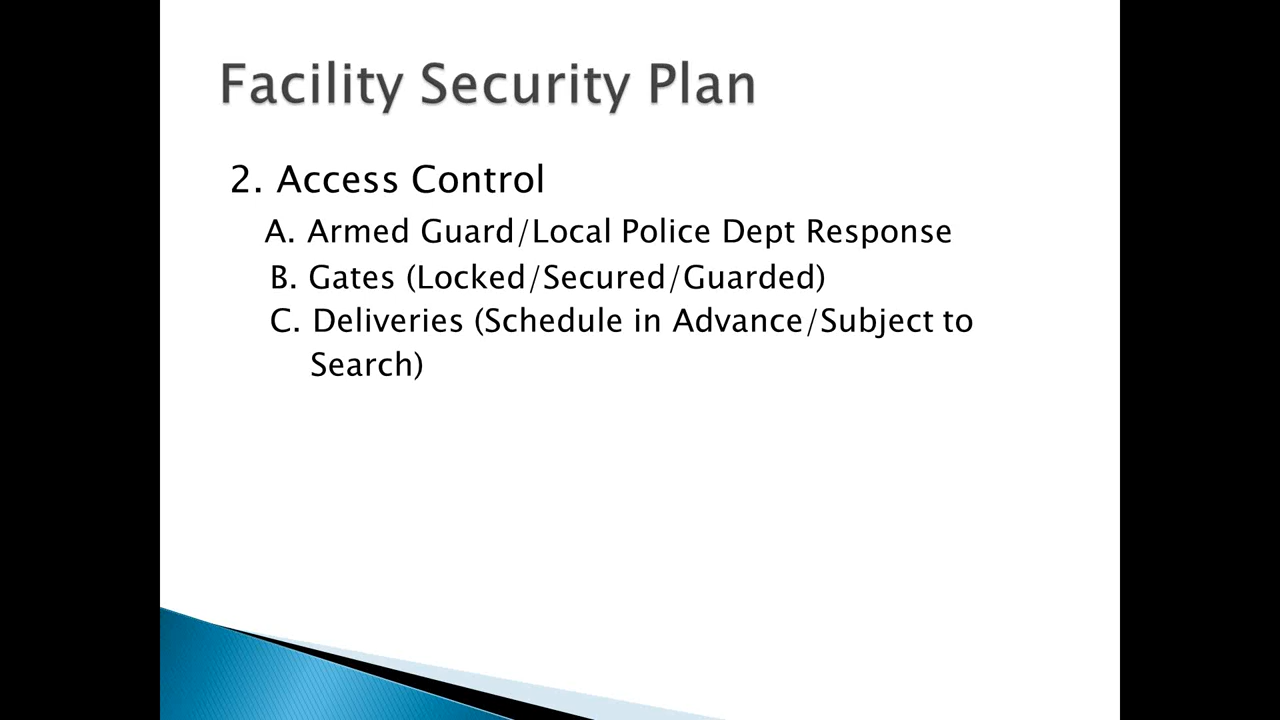 Facility Security Plan
2. Access Control
A. Armed Guard/Local Police Dept Response
B. Gates (Locked/Secured/Guarded)
C. Deliveries (Schedule in Advance/Subject to
Search)